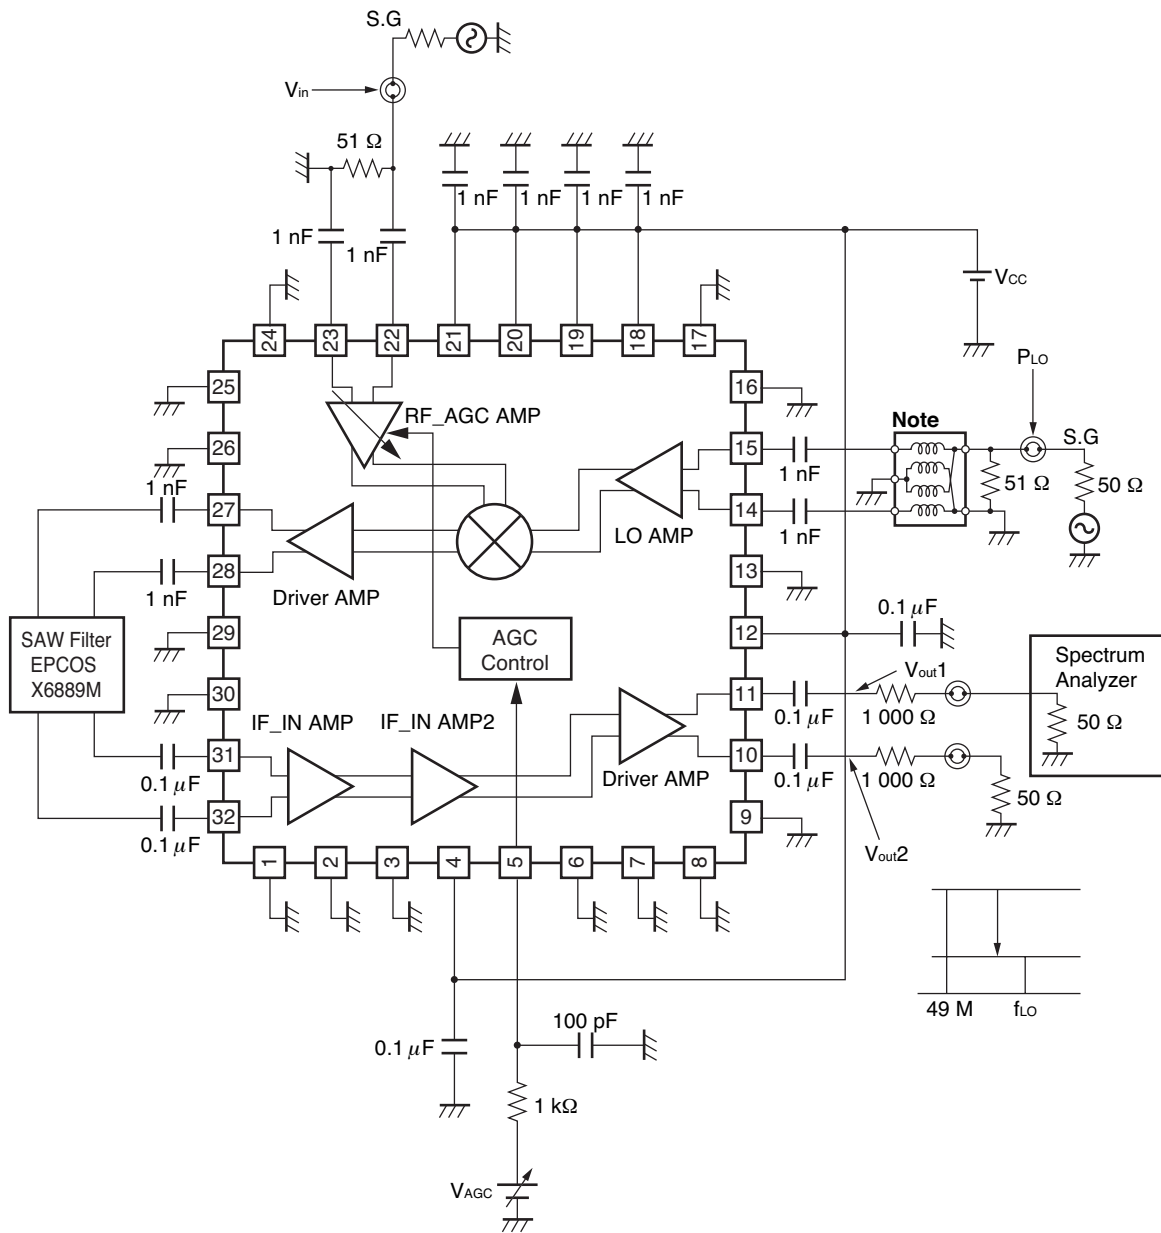 S.G
Vin
51 Ω
1 nF
1 nF
1 nF
1 nF
1 nF
1 nF
VCC
24
23
22
21
20
19
18
17
25
26
27
28
29
30
31
32
16
15
14
13
12
11
10
9
1
2
3
4
5
6
7
8
RF_AGC AMP
LO AMP
Driver AMP
AGC
Control
IF_IN AMP
IF_IN AMP2
Driver AMP
1 nF
1 nF
SAW Filter
EPCOS
X6889M
0.1 μF
0.1 μF
PLO
Note
S.G
1 nF
1 nF
51 Ω
50 Ω
0.1 μF
Vout1
0.1 μF
1 000 Ω
Spectrum
Analyzer
50 Ω
0.1 μF
1 000 Ω
50 Ω
Vout2
49 M
fLO
0.1 μF
100 pF
1 kΩ
VAGC